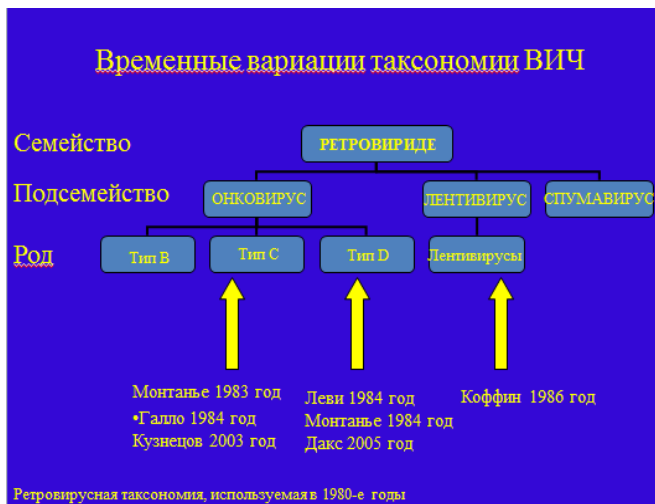 Временные вариации таксономии ВИЧ
Семейство
РЕТРОВИРИДЕ
Подсемейство
ОНКОВИРУС
ЛЕНТИВИРУС
СПУМАВИРУС
Род
Тип B
Тип C
Тип D
Лентивирусы
Монтанье 1983 год
•Галло 1984 год
Кузнецов 2003 год
Леви 1984 год
Монтанье 1984 год
Дакс 2005 год
Коффин 1986 год
Ретровирусная таксономия, используемая в 1980-е годы